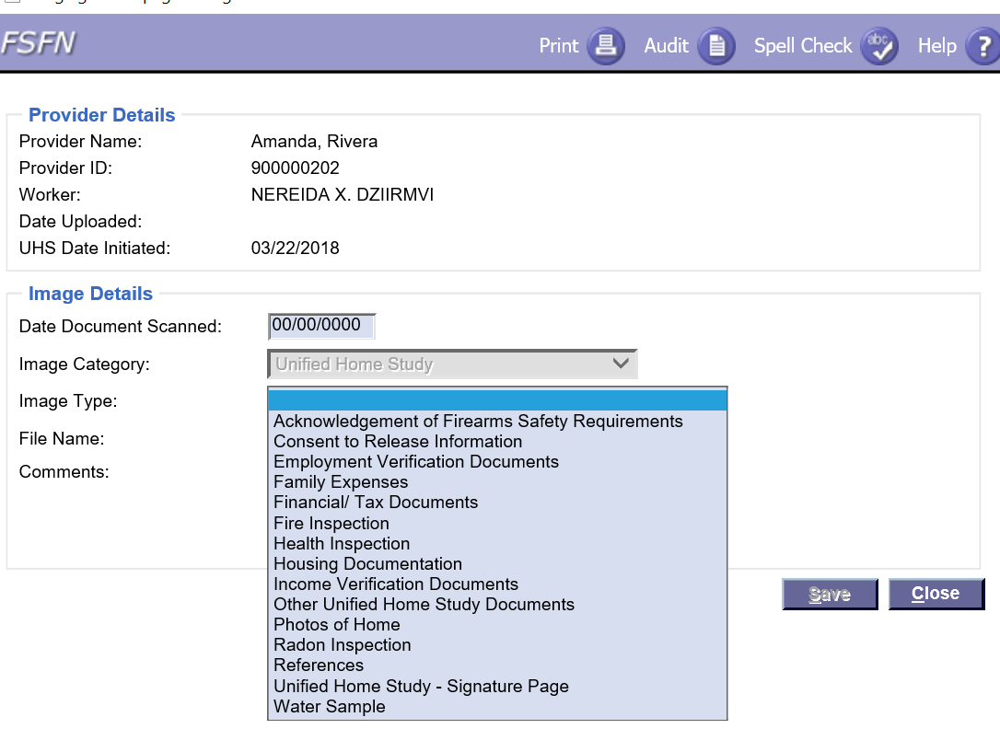 FSFN
Print Audit Spell Check abc Help ?
Provider Details
Provider Name: Amanda, Rivera
Provider ID: 900000202
Worker: NEREIDA X. DZIIRMVI
Date Uploaded:
UHS Date Initiated: 03/22/2018
Image Details
Date Document Scanned: 00/00/0000
Image Category: Unified Home Study
Image Type:
File Name:
Comments:
Acknowledgement of Firearms Safety Requirements
Consent to Release Information
Employment Verification Documents
Family Expenses
Financial/ Tax Documents
Fire Inspection
Health Inspection
Housing Documentation
Income Verification Documents
Other Unified Home Study Documents
Photos of Home
Radon Inspection
References
Unified Home Study - Signature Page
Water Sample
Save Close